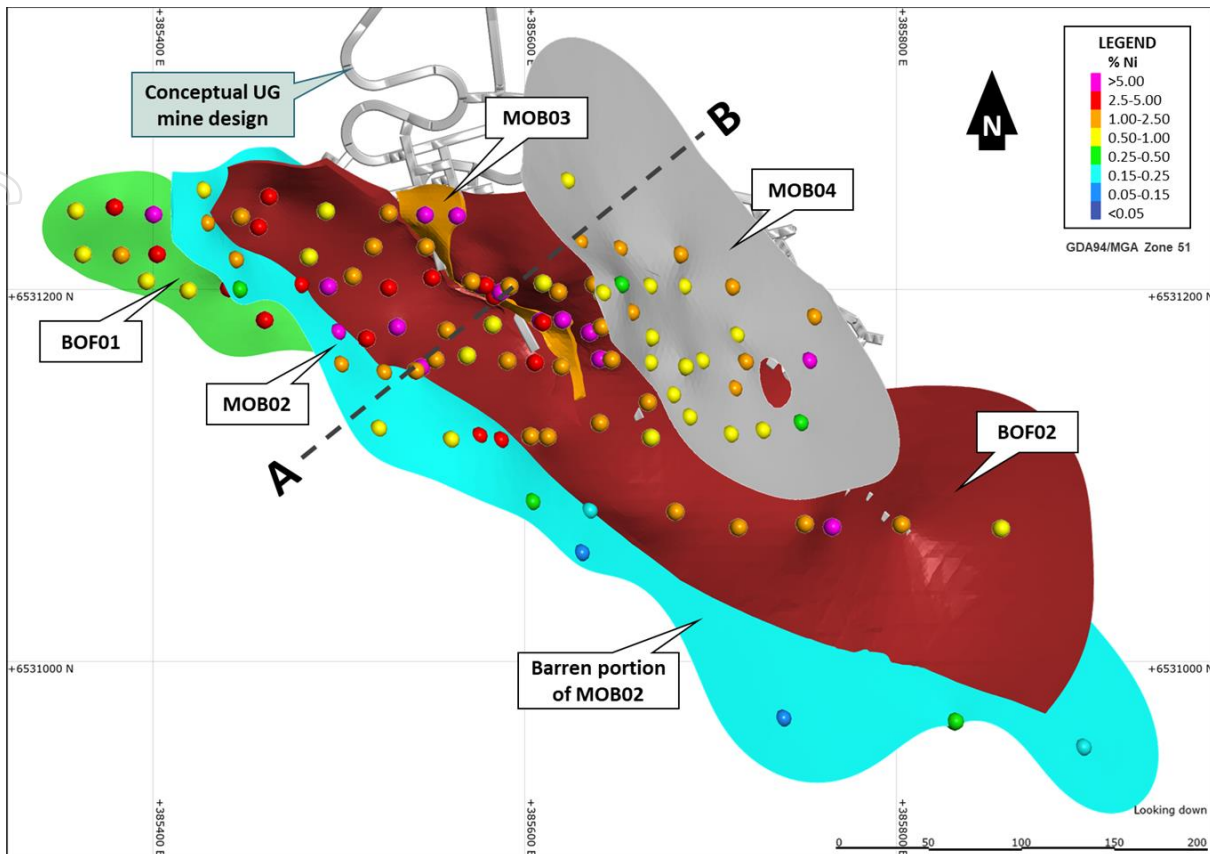 +385400 E
+385600 E
+385800 E
LEGEND
% Ni
>5.00
2.5-5.00
1.00-2.50
0.50-1.00
0.25-0.50
0.15-0.25
0.05-0.15
<0.05
GDA94/MGA Zone 51
N
Conceptual UG
mine design
MOB03
B
MOB04
+6531200 N
+6531200 N
BOF01
MOB02
A
BOF02
Barren portion
of MOB02
+6531000 N
+6531000 N
Looking down
+385400 E
+385600 E
+385800 E
0 50 100 150 200